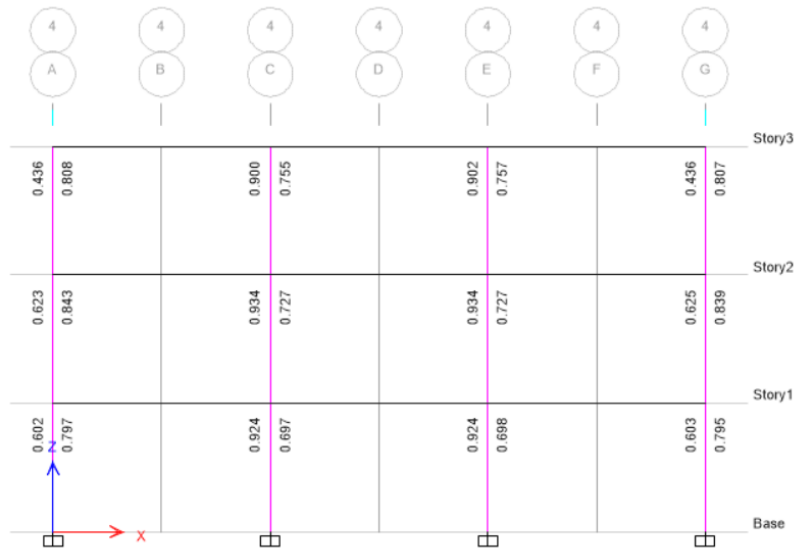 4 4 4 4 4 4 4
A B C D E F G
Story3
0.436 0.808 0.900 0.755 0.902 0.757 0.436 0.807
Story2
0.623 0.843 0.934 0.727 0.934 0.727 0.625 0.839
Story1
0.602 0.797 0.924 0.697 0.924 0.698 0.603 0.795
Z
Base
X